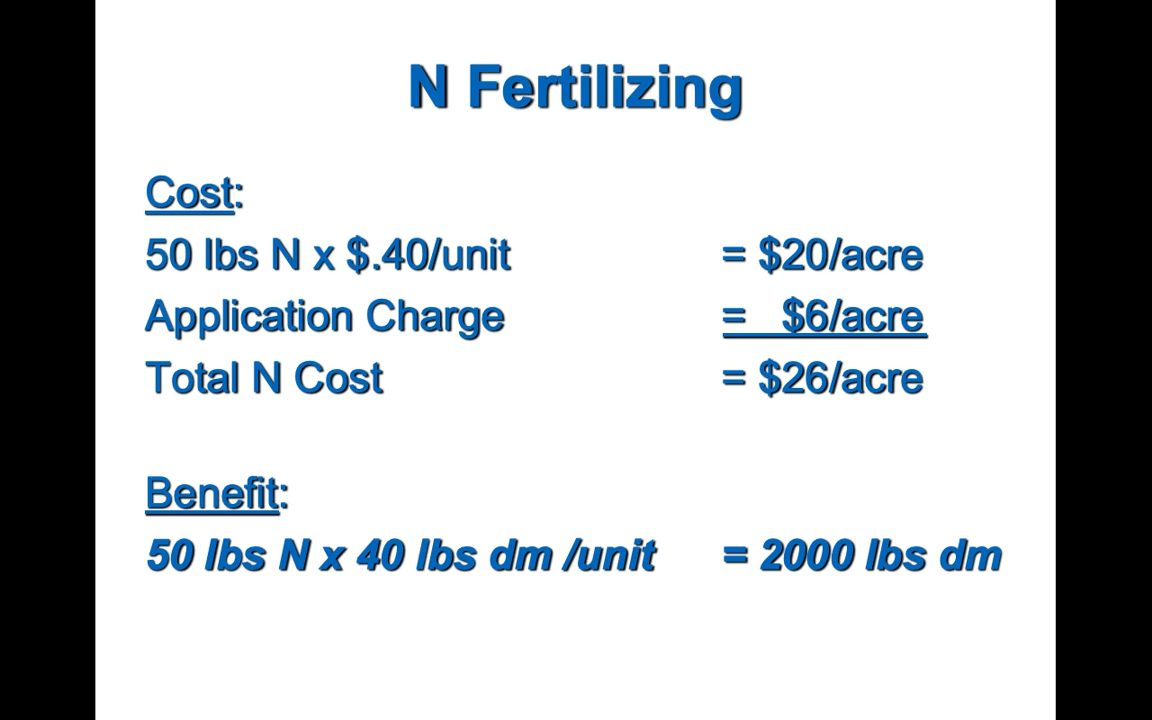 N Fertilizing
Cost:
50 lbs N x $.40/unit = $20/acre
Application Charge = $6/acre
Total N Cost = $26/acre
Benefit:
50 lbs N x 40 lbs dm /unit = 2000 lbs dm